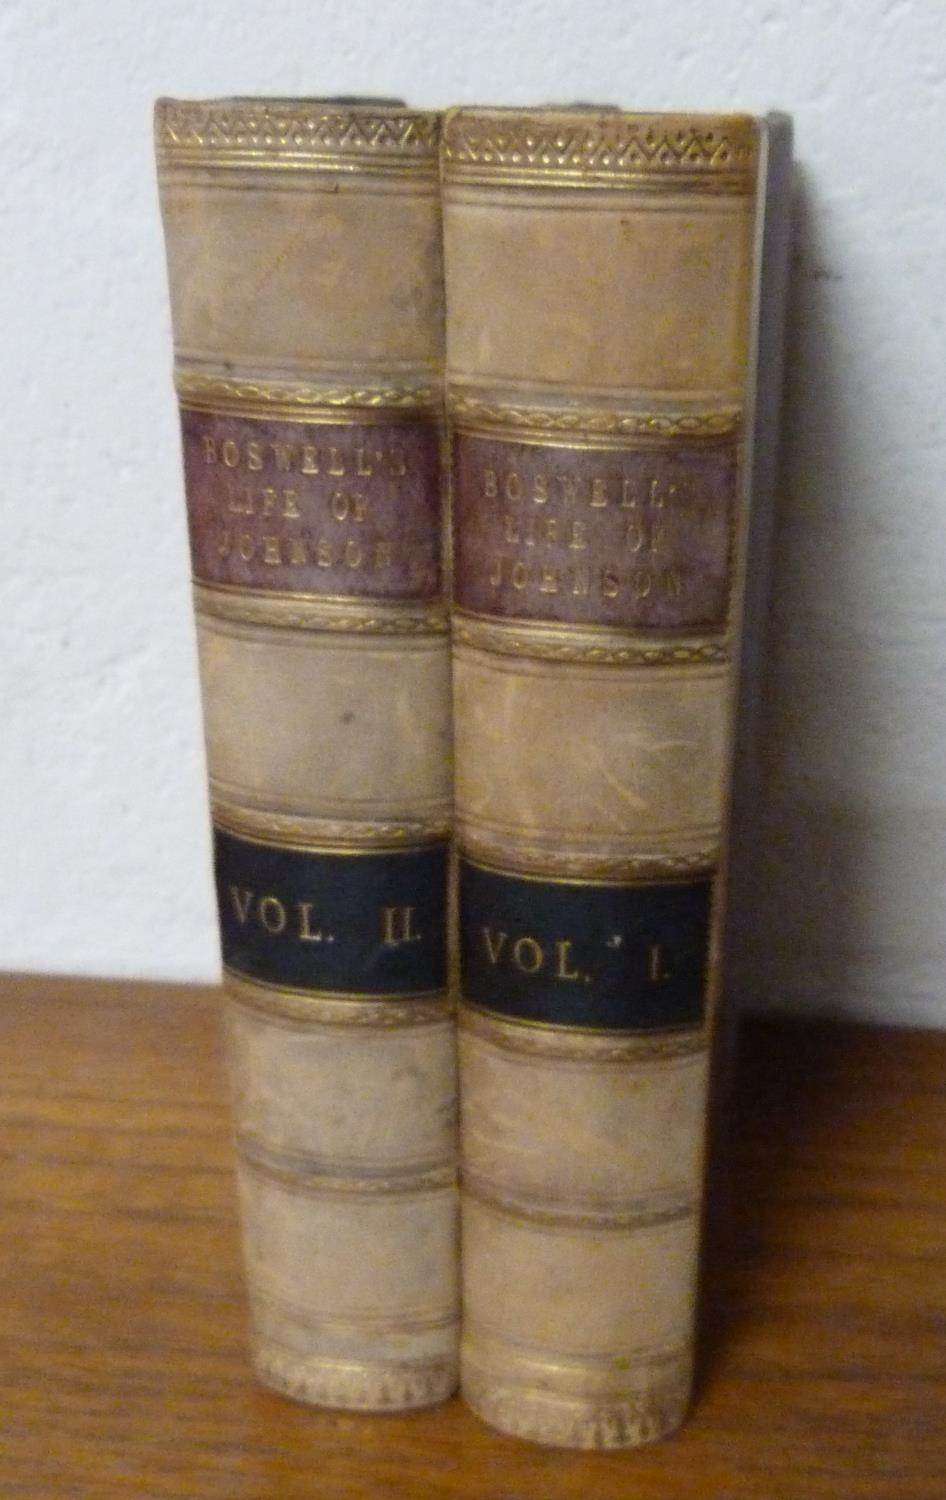 BOSWELL'S
LIFE OF
JOHNSON
VOL. II.
BOSWELL'S
LIFE OF
JOHNSON
VOL. I.